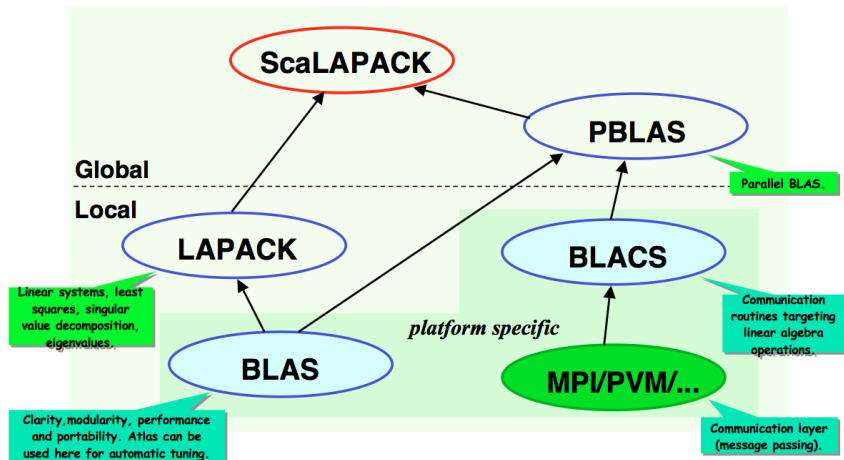 ScaLAPACK
PBLAS
Global
Parallel BLAS.
Local
LAPACK
BLACS
Linear systems, least
squares, singular
value decomposition,
eigenvalues.
Communication
routines targeting
linear algebra
operations.
platform specific
BLAS
MPI/PVM/...
Clarity,modularity, performance
and portability. Atlas can be
used here for automatic tuning.
Communication layer
(message passing).